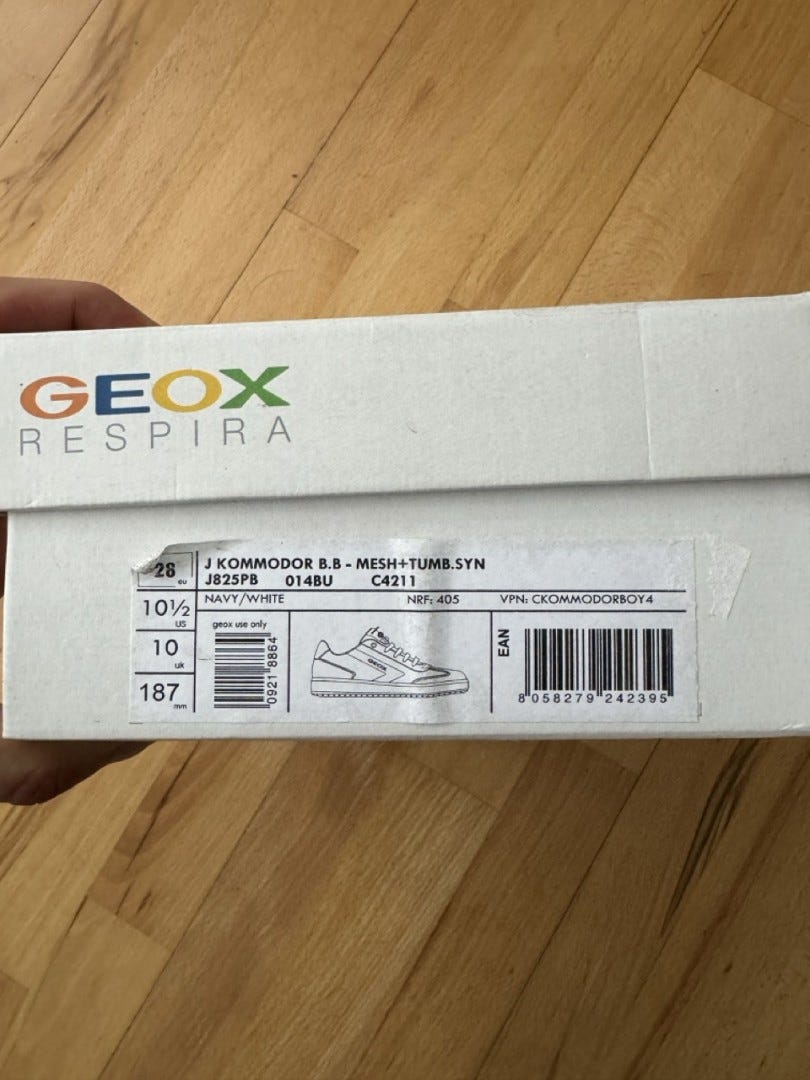 GEOX
RESPIRA
28 eu
J KOMMODOR B.B - MESH+TUMB.SYN
J825PB 014BU C4211
NAVY/WHITE NRF: 405 VPN: CKOMMODORBOY4
10½ US
10 uk
187 mm
geox use only
0921 8864
GEOX
EAN
8 058279 242395